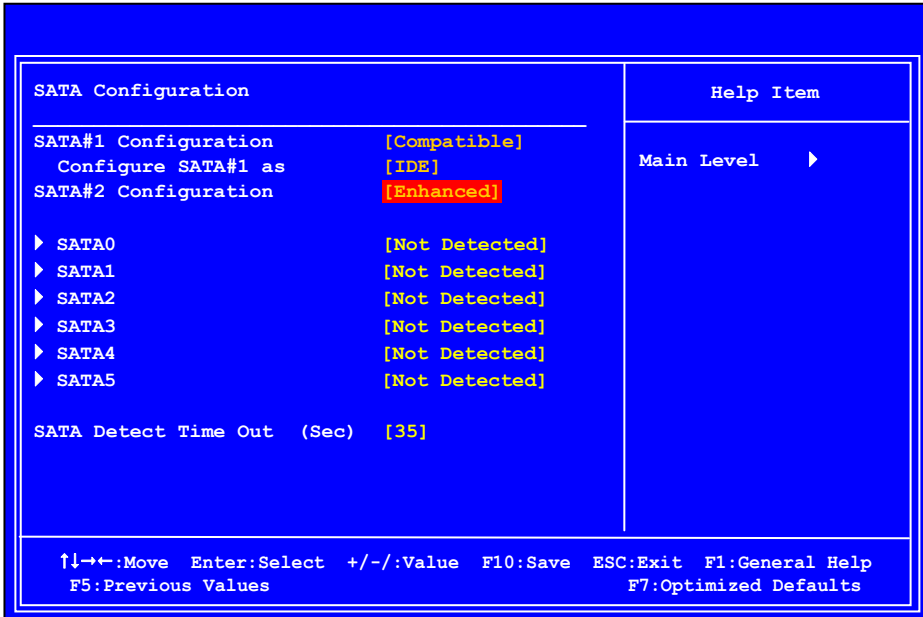 SATA Configuration
Help Item
SATA#1 Configuration [Compatible]
Configure SATA#1 as [IDE]
SATA#2 Configuration [Enhanced]
Main Level
SATA0 [Not Detected]
SATA1 [Not Detected]
SATA2 [Not Detected]
SATA3 [Not Detected]
SATA4 [Not Detected]
SATA5 [Not Detected]
SATA Detect Time Out (Sec) [35]
↑↓→←:Move Enter:Select +/-/:Value F10:Save ESC:Exit F1:General Help
F5:Previous Values F7:Optimized Defaults